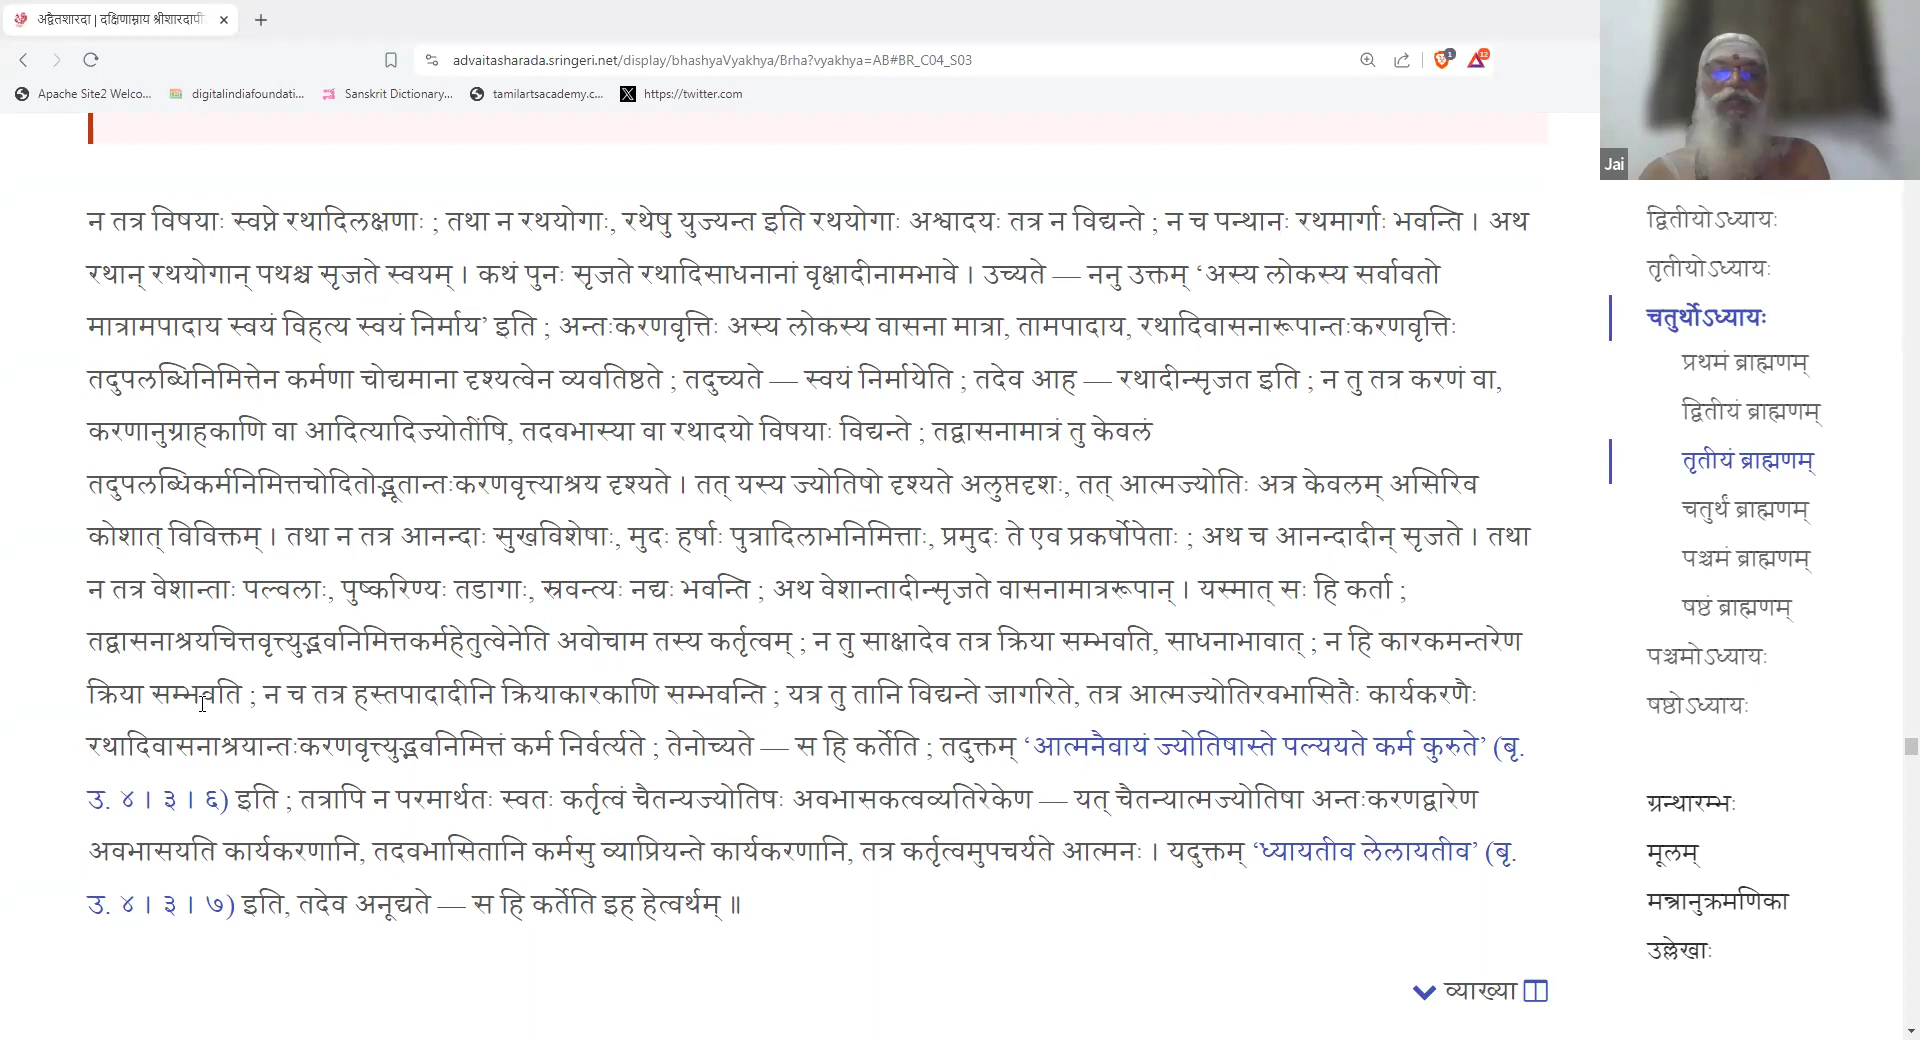 अद्वैतशारदा | दक्षिणाम्नाय श्रीशारदापी
advaitasharada.sringeri.net/display/bhashyaVyakhya/Brha?vyakhya=AB#BR_C04_S03
1
12
Apache Site2 Welco... digitalindiafoundati... Sanskrit Dictionary... tamilartsacademy.c... https://twitter.com
Jai
न तत्र विषयाः स्वप्ने रथादिलक्षणाः ; तथा न रथयोगाः, रथेषु युज्यन्त इति रथयोगाः अश्वादयः तत्र न विद्यन्ते ; न च पन्थानः रथमार्गाः भवन्ति । अथ
रथान् रथयोगान् पथश्च सृजते स्वयम् । कथं पुनः सृजते रथादिसाधनानां वृक्षादीनामभावे । उच्यते — ननु उक्तम् ‘अस्य लोकस्य सर्वावतो
मात्रामपादाय स्वयं विहत्य स्वयं निर्माय’ इति ; अन्तःकरणवृत्तिः अस्य लोकस्य वासना मात्रा, तामपादाय, रथादिवासनारूपान्तःकरणवृत्तिः
तदुपलब्धिनिमित्तेन कर्मणा चोद्यमाना दृश्यत्वेन व्यवतिष्ठते ; तदुच्यते — स्वयं निर्मायेति ; तदेव आह — रथादीन्सृजत इति ; न तु तत्र करणं वा,
करणानुग्राहकाणि वा आदित्यादिज्योतींषि, तदवभास्या वा रथादयो विषयाः विद्यन्ते ; तद्वासनामात्रं तु केवलं
तदुपलब्धिकर्मनिमित्तचोदितोद्भूतान्तःकरणवृत्त्याश्रय दृश्यते । तत् यस्य ज्योतिषो दृश्यते अलुप्तदृशः, तत् आत्मज्योतिः अत्र केवलम् असिरिव
कोशात् विविक्तम् । तथा न तत्र आनन्दाः सुखविशेषाः, मुदः हर्षाः पुत्रादिलाभनिमित्ताः, प्रमुदः ते एव प्रकर्षोपेताः ; अथ च आनन्दादीन् सृजते । तथा
न तत्र वेशान्ताः पल्वलाः, पुष्करिण्यः तडागाः, स्रवन्त्यः नद्यः भवन्ति ; अथ वेशान्तादीन्सृजते वासनामात्ररूपान् । यस्मात् सः हि कर्ता ;
तद्वासनाश्रयचित्तवृत्त्युद्भवनिमित्तकर्महेतुत्वेनेति अवोचाम तस्य कर्तृत्वम् ; न तु साक्षादेव तत्र क्रिया सम्भवति, साधनाभावात् ; न हि कारकमन्तरेण
क्रिया सम्भवति ; न च तत्र हस्तपादादीनि क्रियाकारकाणि सम्भवन्ति ; यत्र तु तानि विद्यन्ते जागरिते, तत्र आत्मज्योतिरवभासितैः कार्यकरणैः
रथादिवासनाश्रयान्तःकरणवृत्त्युद्भवनिमित्तं कर्म निर्वर्त्यते ; तेनोच्यते — स हि कर्तेति ; तदुक्तम् ‘आत्मनैवायं ज्योतिषास्ते पल्ययते कर्म कुरुते’ (बृ.
उ. ४ । ३ । ६) इति ; तत्रापि न परमार्थतः स्वतः कर्तृत्वं चैतन्यज्योतिषः अवभासकत्वव्यतिरेकेण — यत् चैतन्यात्मज्योतिषा अन्तःकरणद्वारेण
अवभासयति कार्यकरणानि, तदवभासितानि कर्मसु व्याप्रियन्ते कार्यकरणानि, तत्र कर्तृत्वमुपचर्यते आत्मनः । यदुक्तम् ‘ध्यायतीव लेलायतीव’ (बृ.
उ. ४ । ३ । ७) इति, तदेव अनूद्यते — स हि कर्तेति इह हेत्वर्थम् ॥
व्याख्या
द्वितीयोऽध्यायः
तृतीयोऽध्यायः
चतुर्थोऽध्यायः
प्रथमं ब्राह्मणम्
द्वितीयं ब्राह्मणम्
तृतीयं ब्राह्मणम्
चतुर्थं ब्राह्मणम्
पञ्चमं ब्राह्मणम्
षष्ठं ब्राह्मणम्
पञ्चमोऽध्यायः
षष्ठोऽध्यायः
ग्रन्थारम्भः
मूलम्
मन्त्रानुक्रमणिका
उल्लेखाः